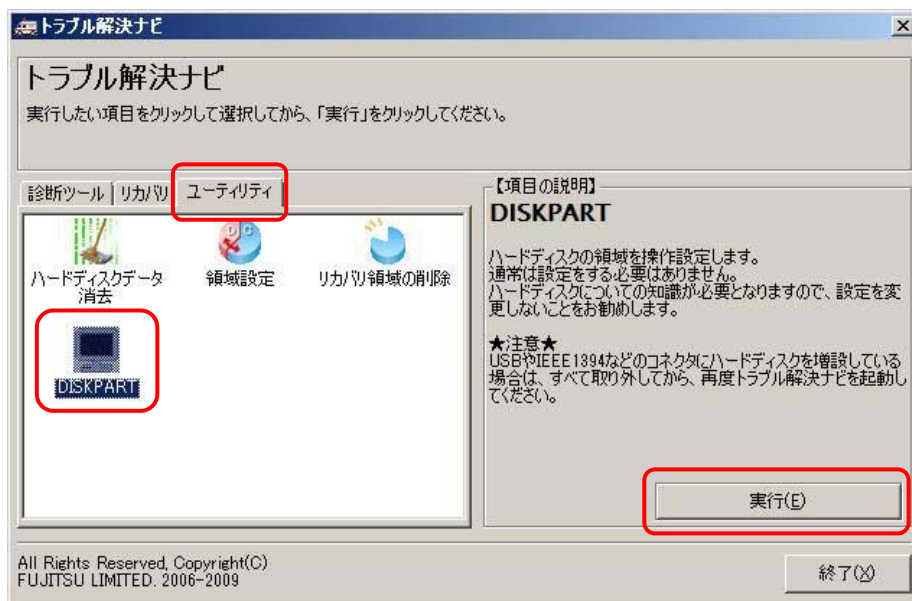 トラブル解決ナビ
トラブル解決ナビ
実行したい項目をクリックして選択してから、「実行」をクリックしてください。
診断ツール
リカバリ
ユーティリティ
ハードディスクデータ
消去
領域設定
リカバリ領域の削除
DISKPART
【項目の説明】
DISKPART
ハードディスクの領域を操作設定します。
通常は設定をする必要はありません。
ハードディスクについての知識が必要となりますので、設定を変
更しないことをお勧めします。
★注意★
USBやIEEE1394などのコネクタにハードディスクを増設している
場合は、すべて取り外してから、再度トラブル解決ナビを起動し
てください。
実行(E)
All Rights Reserved, Copyright(C)
FUJITSU LIMITED. 2006-2009
終了(X)